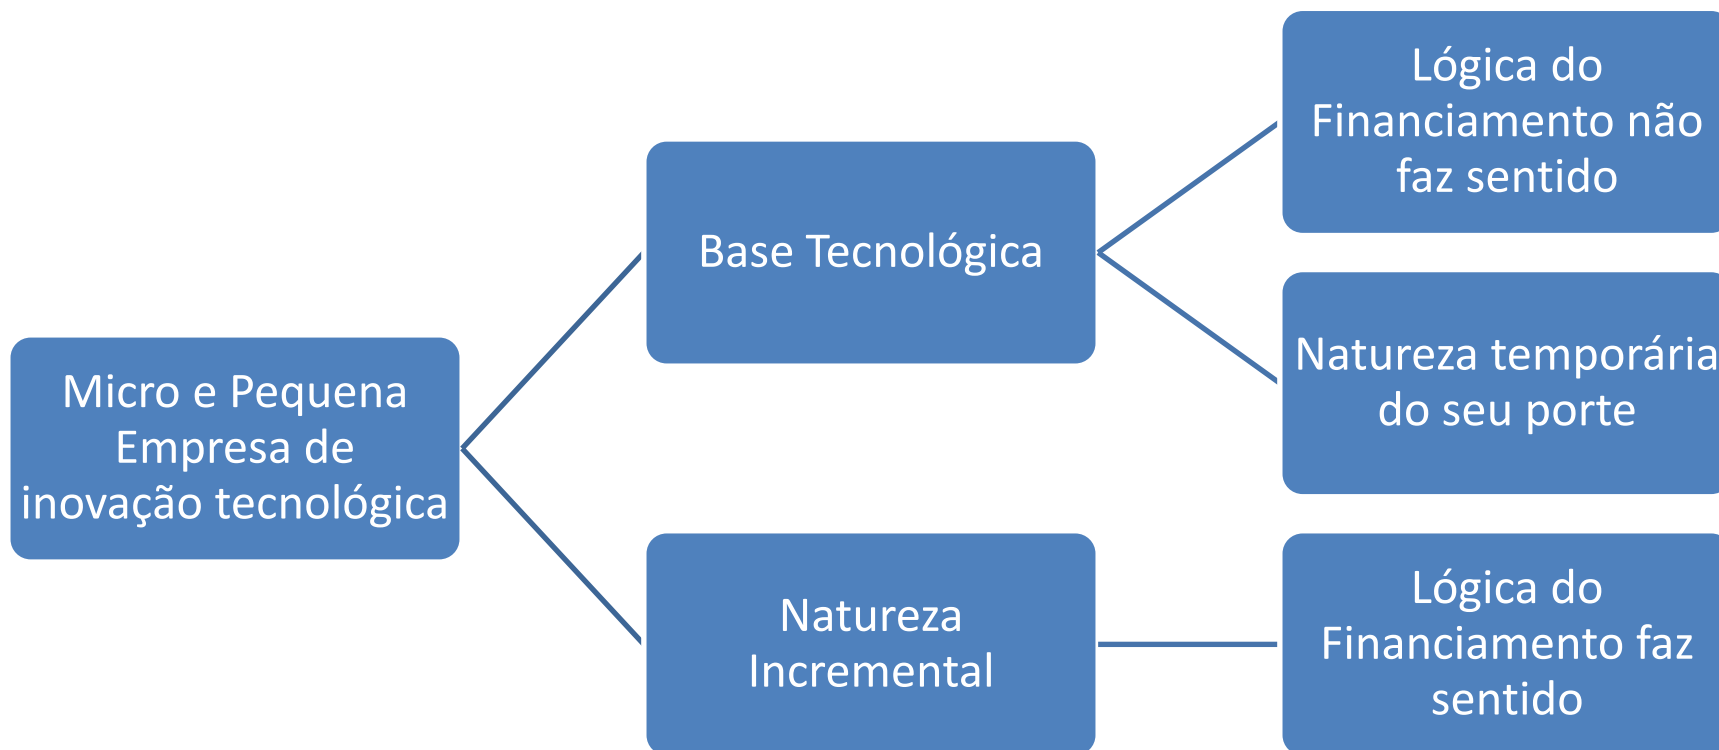 Micro e Pequena
Empresa de
inovação tecnológica
Base Tecnológica
Lógica do
Financiamento não
faz sentido
Natureza temporária
do seu porte
Natureza
Incremental
Lógica do
Financiamento faz
sentido